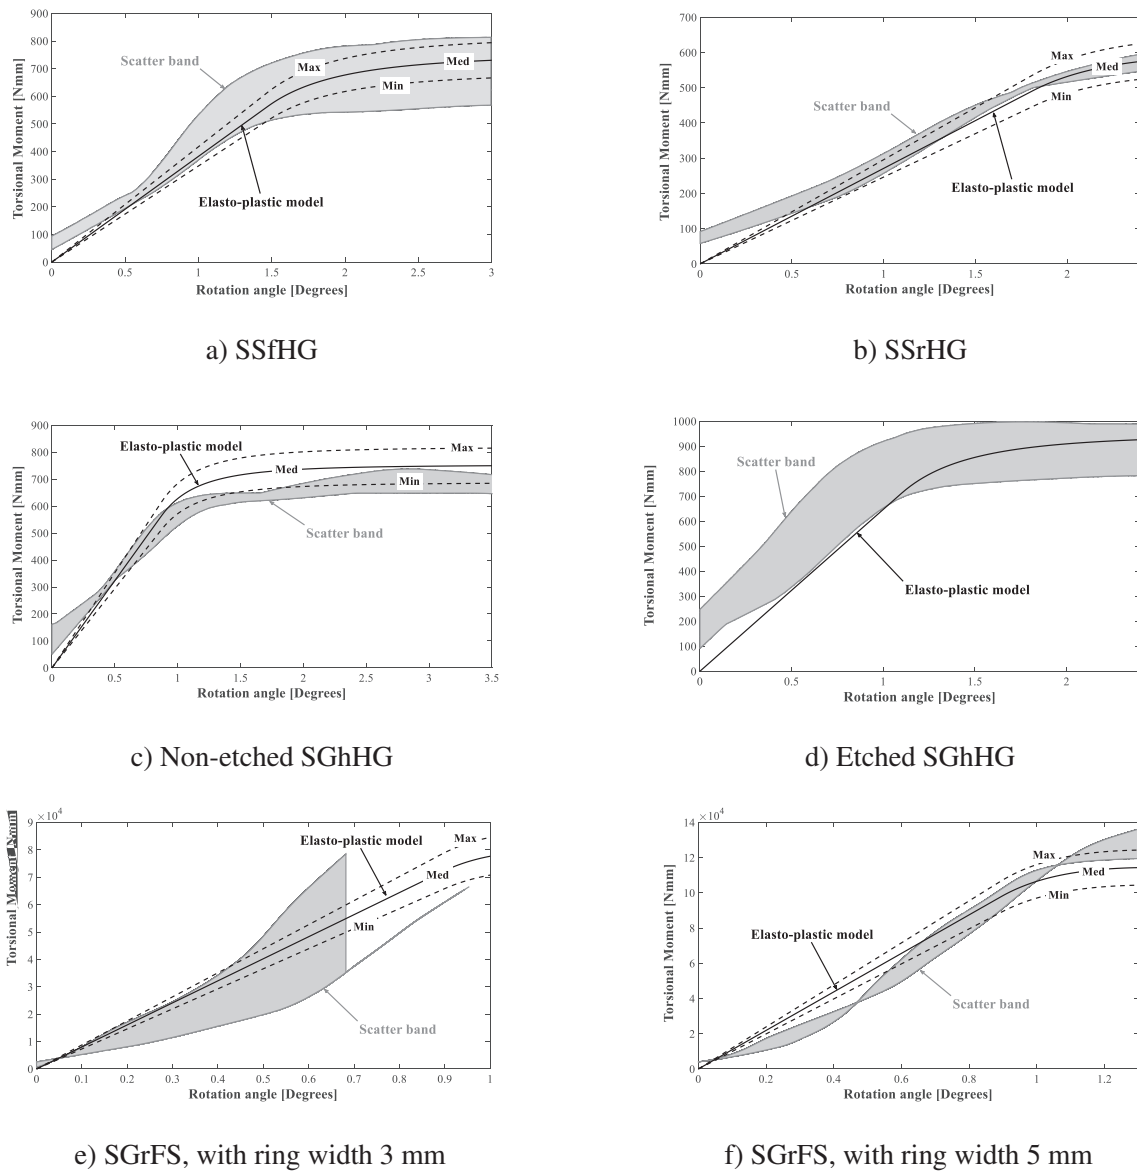 900
800
700
600
500
400
300
200
100
0
Torsional Moment [Nmm]
Scatter band
Max
Med
Min
Elasto-plastic model
0 0.5 1 1.5 2 2.5 3
Rotation angle [Degrees]
a) SSfHG
700
600
500
400
300
200
100
0
Torsional Moment [Nmm]
Max
Med
Min
Scatter band
Elasto-plastic model
0 0.5 1 1.5 2
Rotation angle [Degrees]
b) SSrHG
900
800
700
600
500
400
300
200
100
0
Torsional Moment [Nmm]
Elasto-plastic model
Max
Med
Min
Scatter band
0 0.5 1 1.5 2 2.5 3 3.5
Rotation angle [Degrees]
c) Non-etched SGhHG
1000
900
800
700
600
500
400
300
200
100
0
Torsional Moment [Nmm]
Scatter band
Elasto-plastic model
0 0.5 1 1.5 2
Rotation angle [Degrees]
d) Etched SGhHG
×10⁴
9
8
7
6
5
4
3
2
1
0
Torsional Moment [Nmm]
Elasto-plastic model
Max
Med
Min
Scatter band
0 0.1 0.2 0.3 0.4 0.5 0.6 0.7 0.8 0.9 1
Rotation angle [Degrees]
e) SGrFS, with ring width 3 mm
×10⁴
14
12
10
8
6
4
2
0
Torsional Moment [Nmm]
Max
Med
Min
Elasto-plastic model
Scatter band
0 0.2 0.4 0.6 0.8 1 1.2
Rotation angle [Degrees]
f) SGrFS, with ring width 5 mm